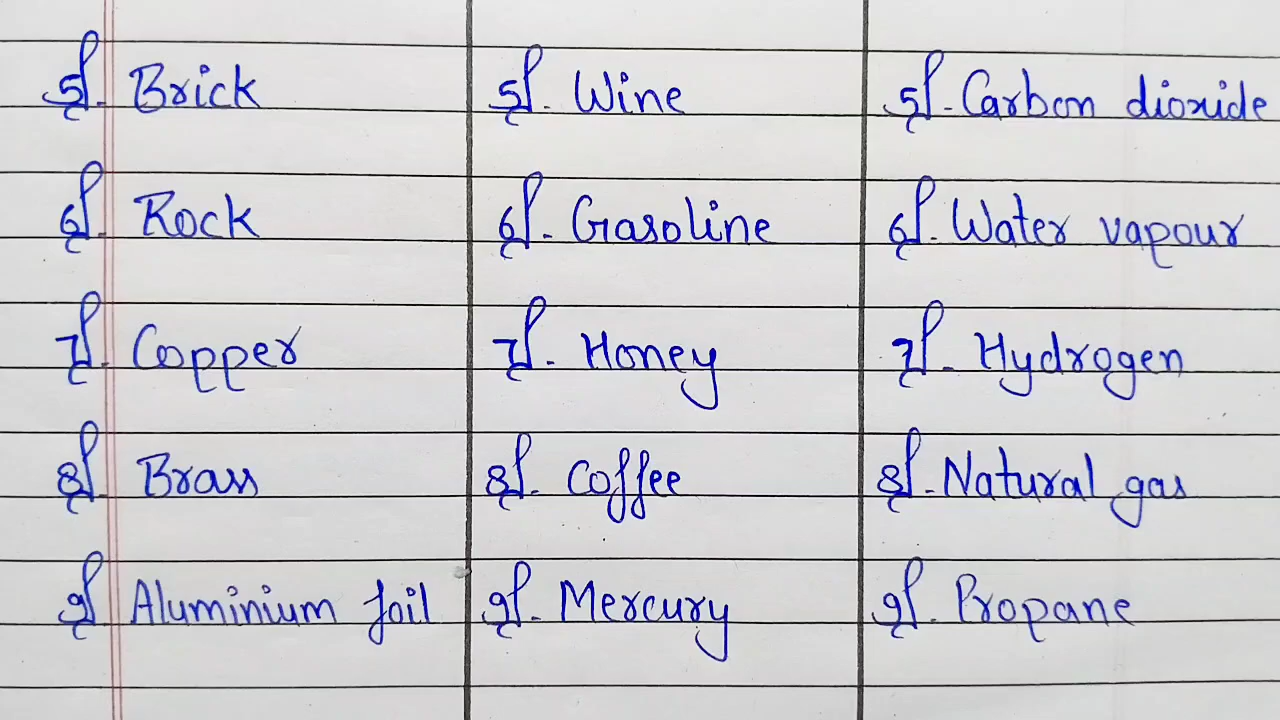 5. Brick 5. Wine 5. Carbon dioxide
6. Rock 6. Gasoline 6. Water vapour
7. Copper 7. Honey 7. Hydrogen
8. Brass 8. Coffee 8. Natural gas
9. Aluminium foil 9. Mercury 9. Propane